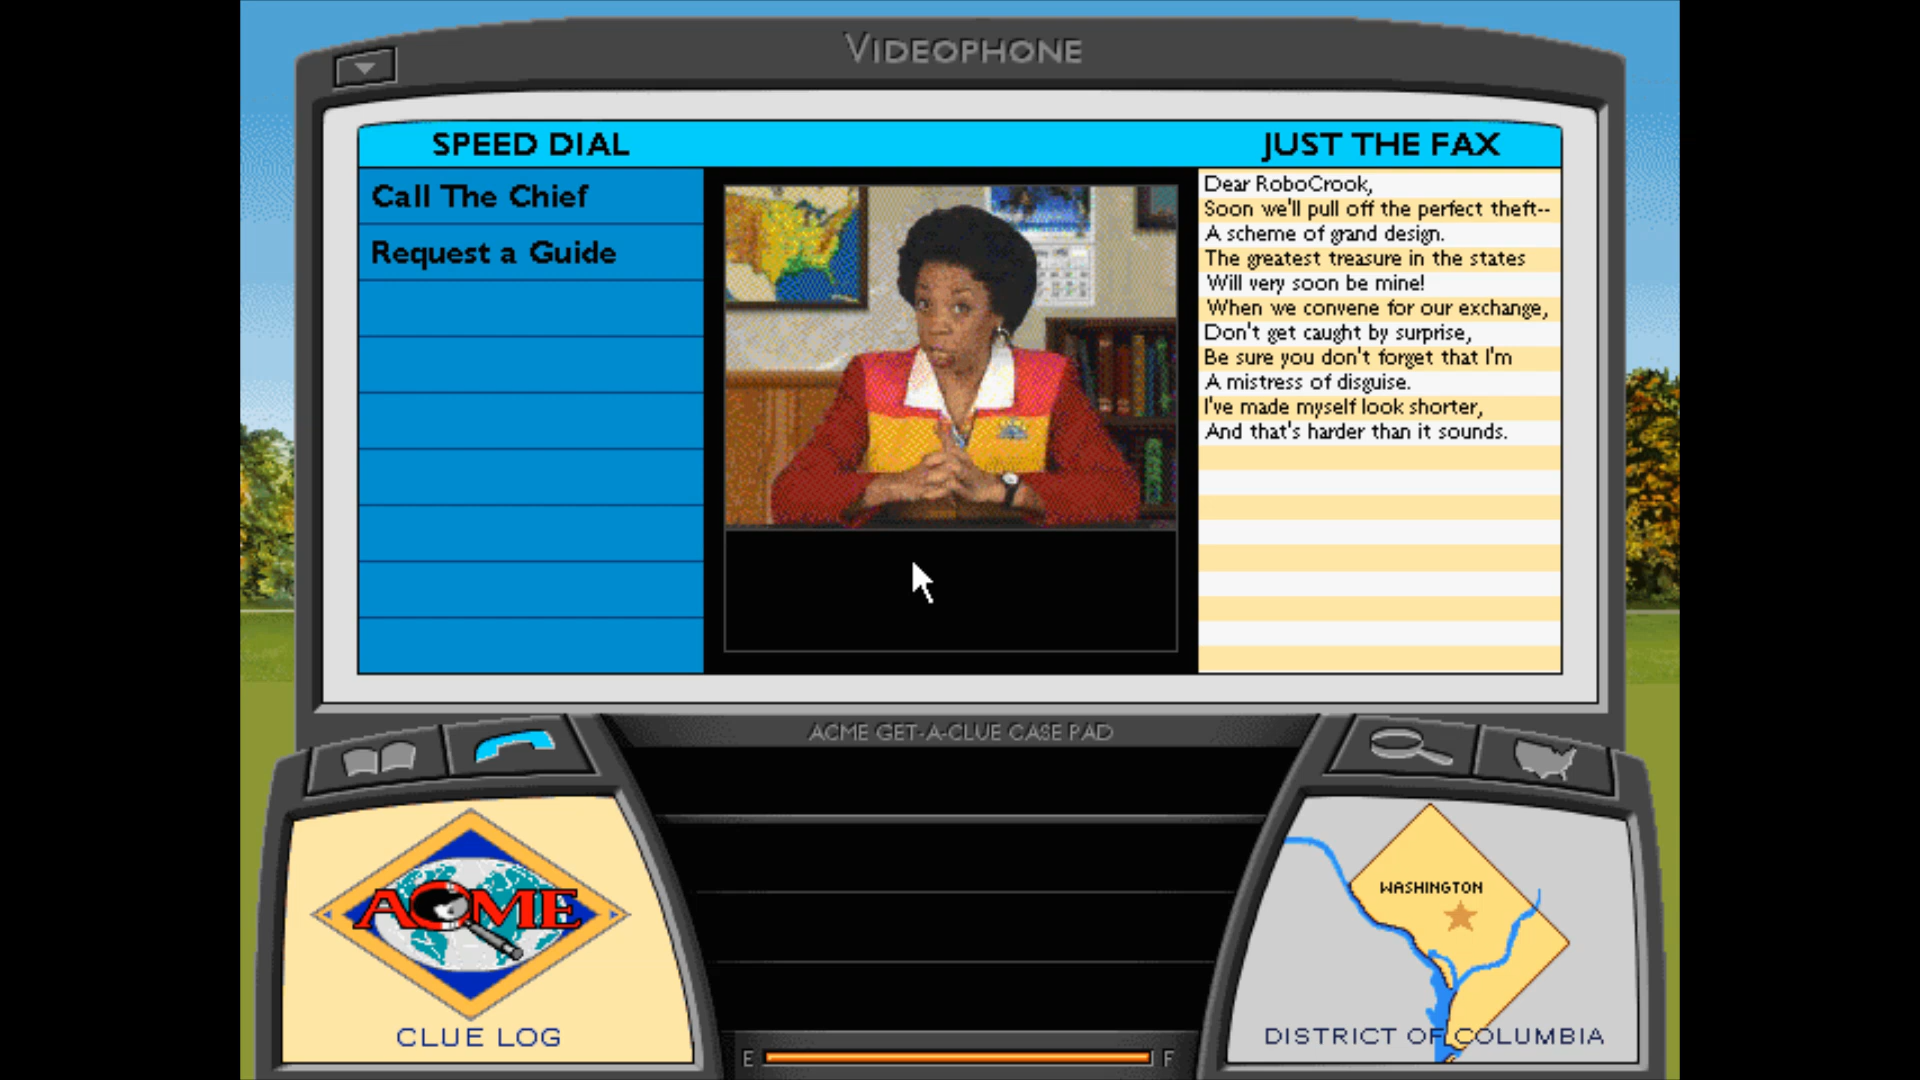 VIDEOPHONE
SPEED DIAL
Call The Chief
Request a Guide
JUST THE FAX
Dear RoboCrook,
Soon we'll pull off the perfect theft--
A scheme of grand design.
The greatest treasure in the states
Will very soon be mine!
When we convene for our exchange,
Don't get caught by surprise,
Be sure you don't forget that I'm
A mistress of disguise.
I've made myself look shorter,
And that's harder than it sounds.
ACME GET-A-CLUE CASE PAD
ACME
CLUE LOG
E F
WASHINGTON
DISTRICT OF COLUMBIA